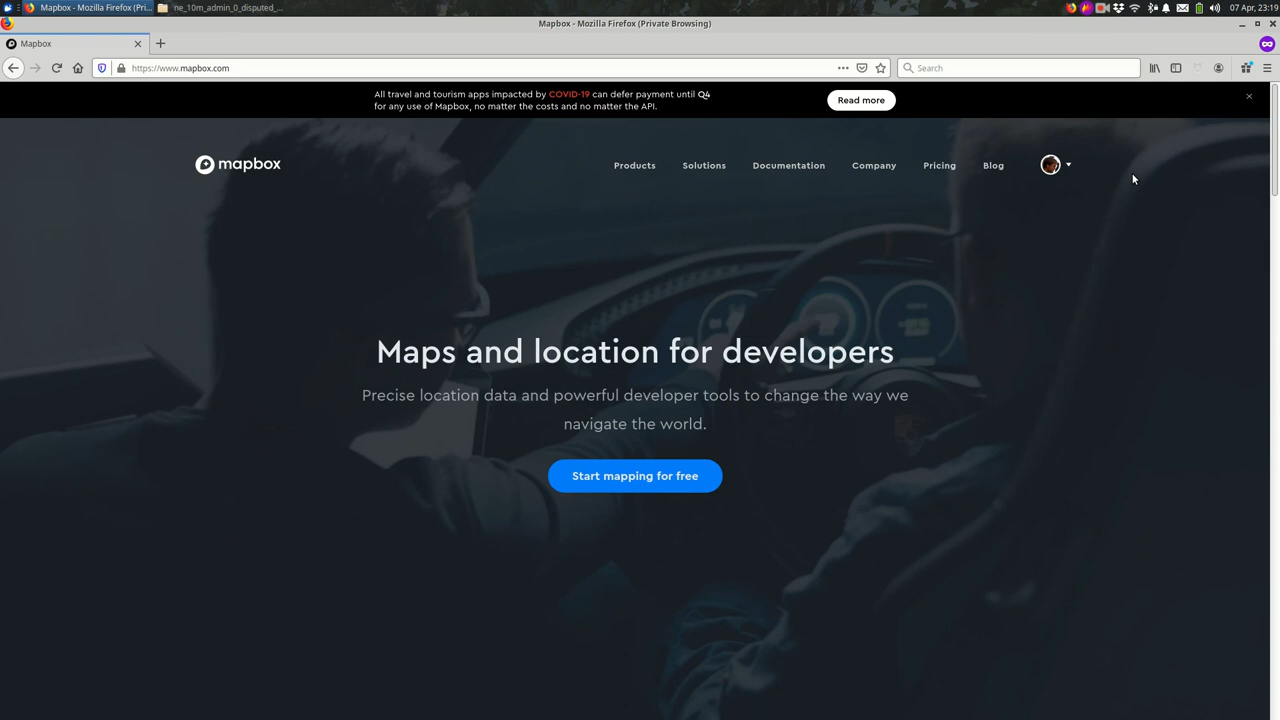 Mapbox - Mozilla Firefox (Pri...
ne_10m_admin_0_disputed_...
07 Apr, 23:19
Mapbox - Mozilla Firefox (Private Browsing)
Mapbox
https://www.mapbox.com
Search
All travel and tourism apps impacted by COVID-19 can defer payment until Q4
for any use of Mapbox, no matter the costs and no matter the API.
Read more
mapbox
Products
Solutions
Documentation
Company
Pricing
Blog
Maps and location for developers
Precise location data and powerful developer tools to change the way we
navigate the world.
Start mapping for free